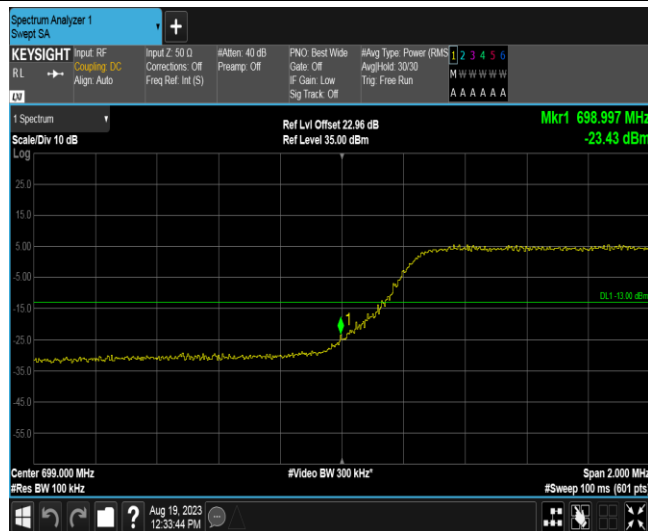 Spectrum Analyzer 1
Swept SA
+
KEYSIGHT
RL
LXI
Input: RF
Coupling: DC
Align: Auto
Input Z: 50 Ω
Corrections: Off
Freq Ref: Int (S)
#Atten: 40 dB
Preamp: Off
PNO: Best Wide
Gate: Off
IF Gain: Low
Sig Track: Off
#Avg Type: Power (RMS
Avg|Hold: 30/30
Trig: Free Run
1 2 3 4 5 6
M W W W W W
A A A A A A
1 Spectrum
Scale/Div 10 dB
Log
Ref Lvl Offset 22.96 dB
Ref Level 35.00 dBm
Mkr1 698.997 MHz
-23.43 dBm
25.0
15.0
5.00
-5.00
-15.0
-25.0
-35.0
-45.0
-55.0
DL1 -13.00 dBm
1
Center 699.000 MHz
#Res BW 100 kHz
#Video BW 300 kHz*
Span 2.000 MHz
#Sweep 100 ms (601 pts)
?
Aug 19, 2023
12:33:44 PM